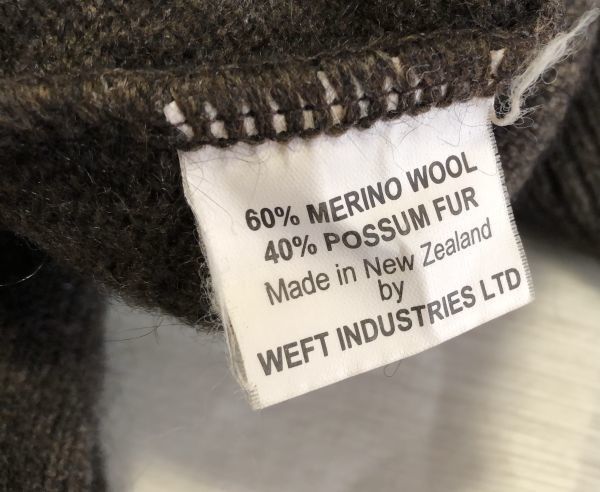 60% MERINO WOOL
40% POSSUM FUR
Made in New Zealand
by
WEFT INDUSTRIES LTD